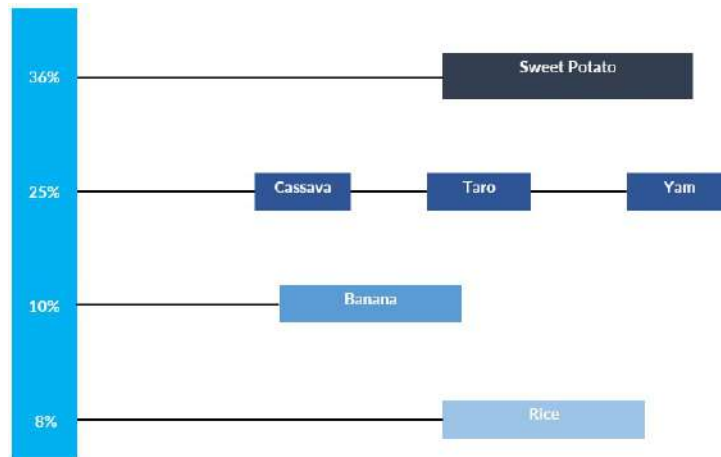 36% Sweet Potato
25% Cassava Taro Yam
10% Banana
8% Rice